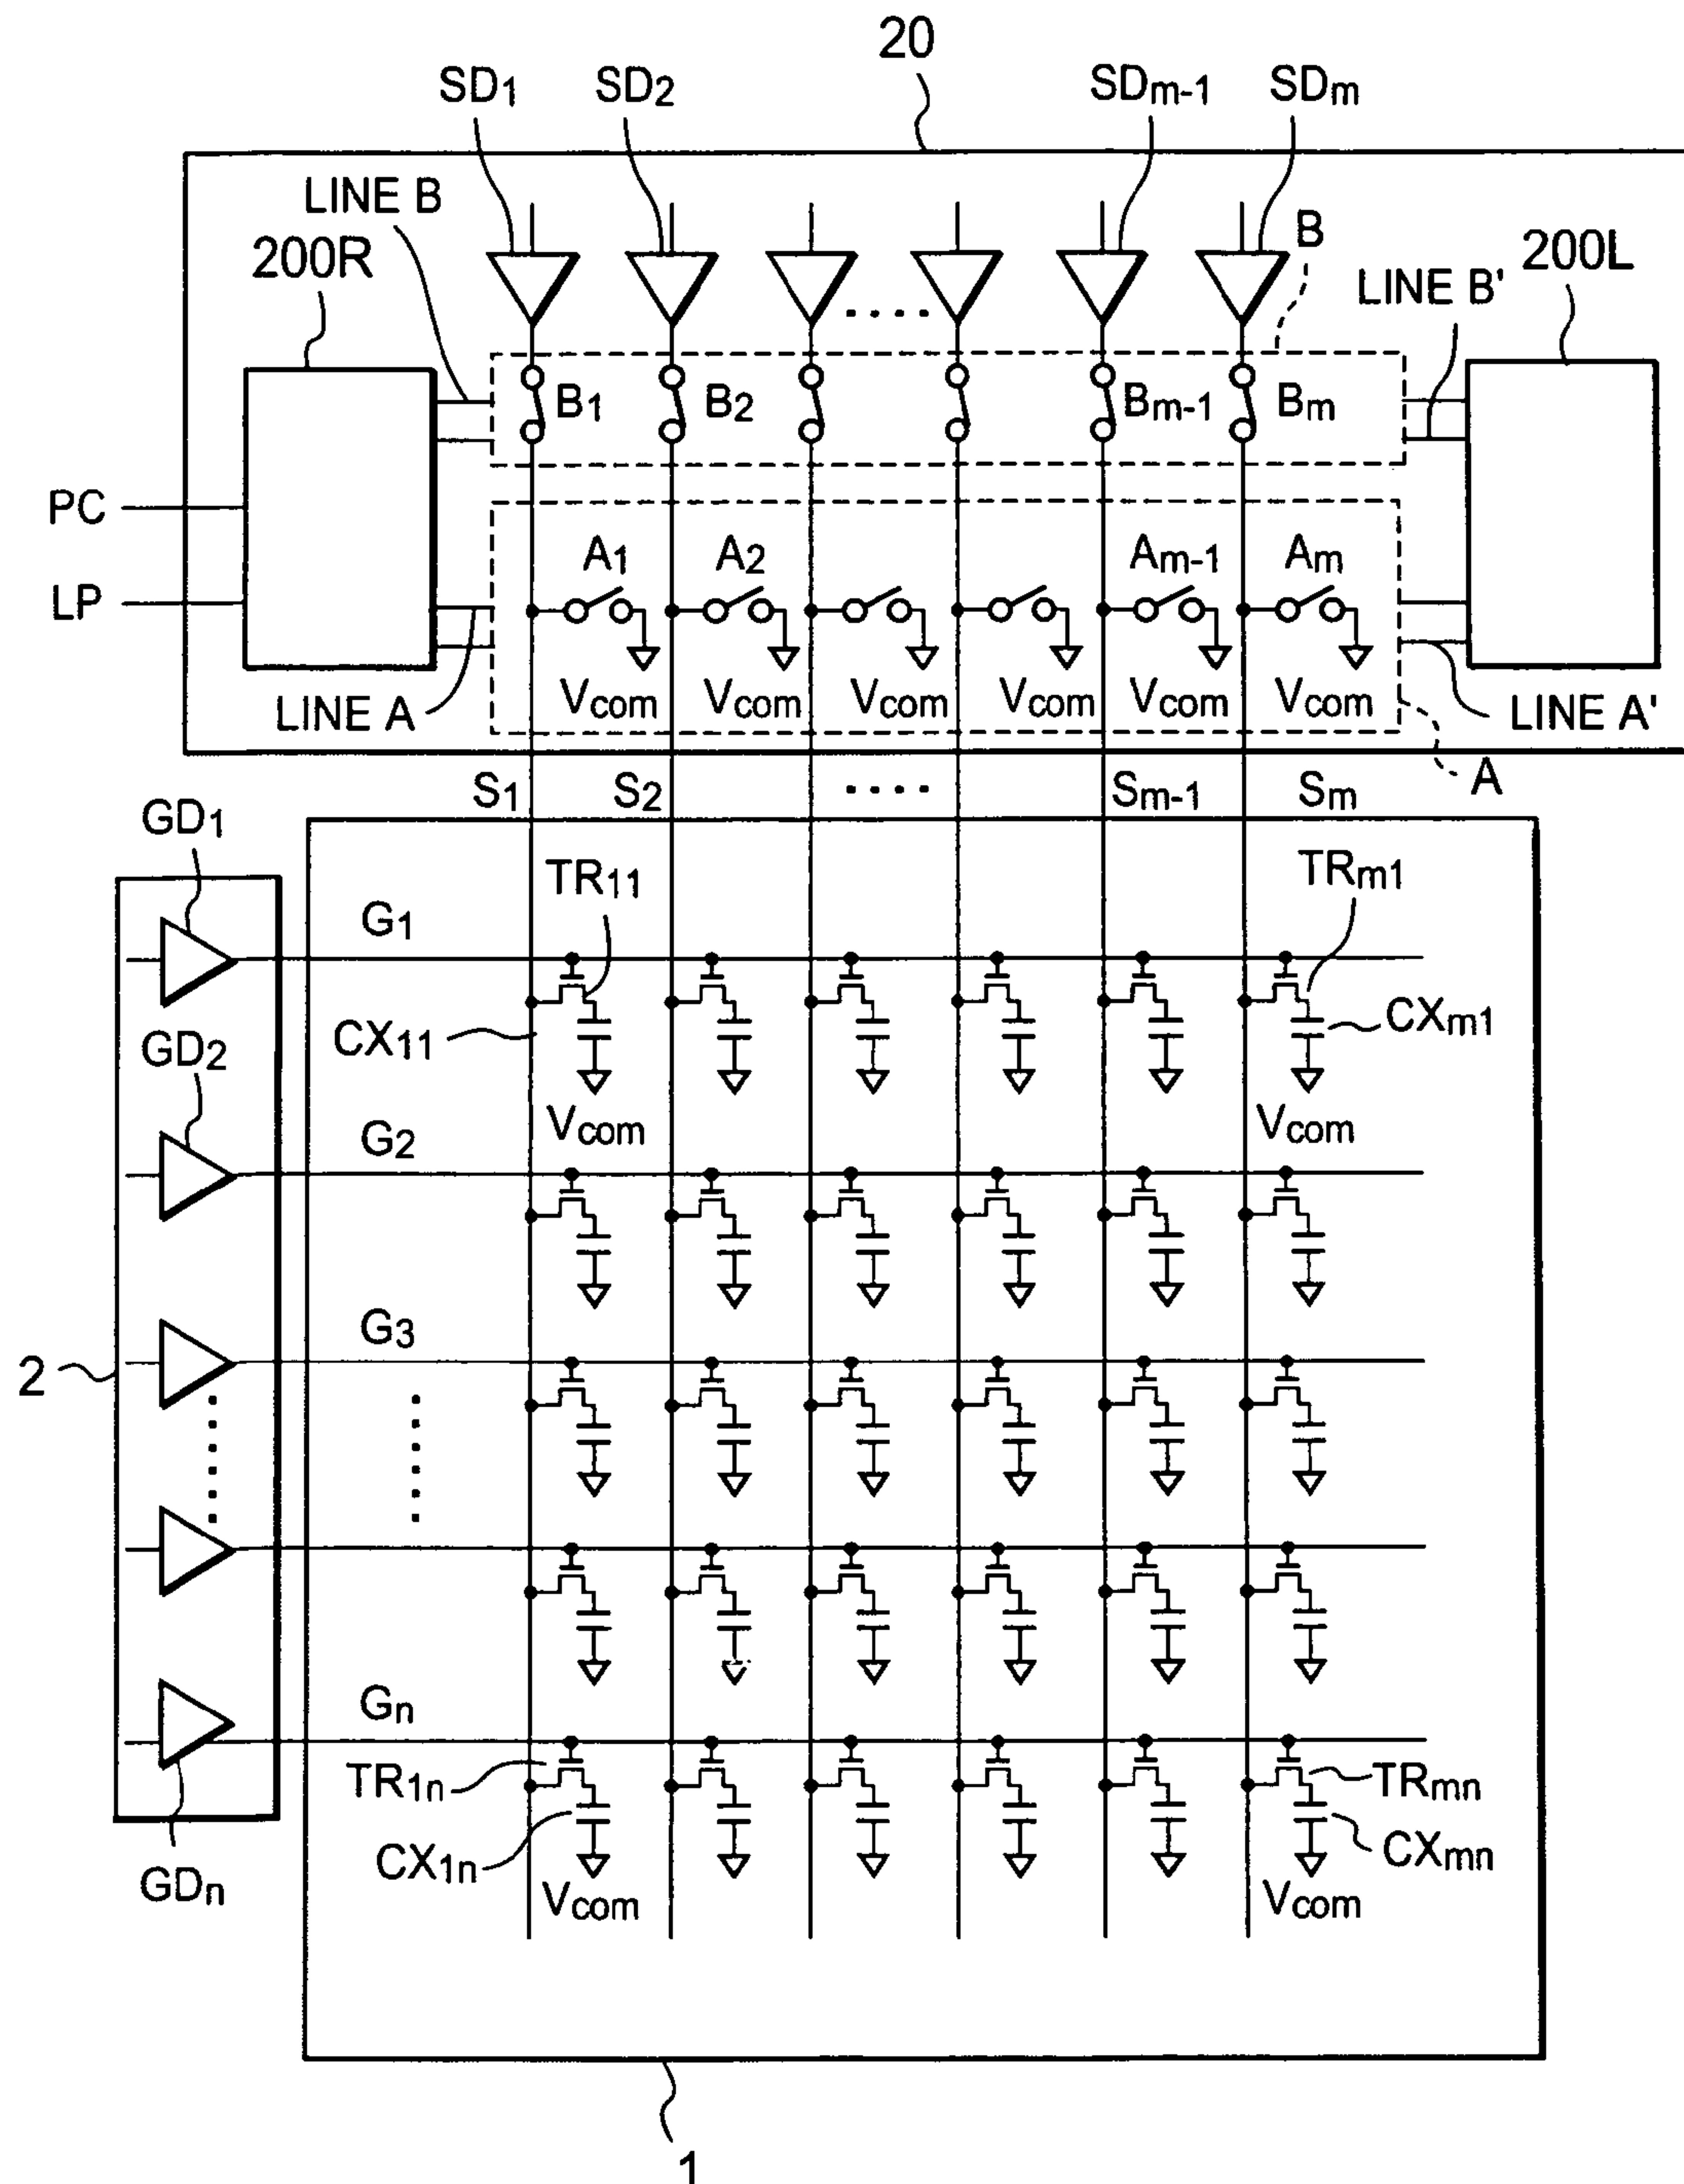 20
SD1 SD2 SDm-1 SDm
LINE B B
200R 200L
LINE B'
B1 B2 Bm-1 Bm
PC
A1 A2 Am-1 Am
LP
Vcom Vcom Vcom Vcom Vcom Vcom
LINE A LINE A'
A
S1 S2 .... Sm-1 Sm
GD1
TR11 TRm1
G1
CX11 CXm1
GD2
Vcom Vcom
G2
G3
2
Gn
TR1n TRmn
CX1n CXmn
GDn
Vcom Vcom
1